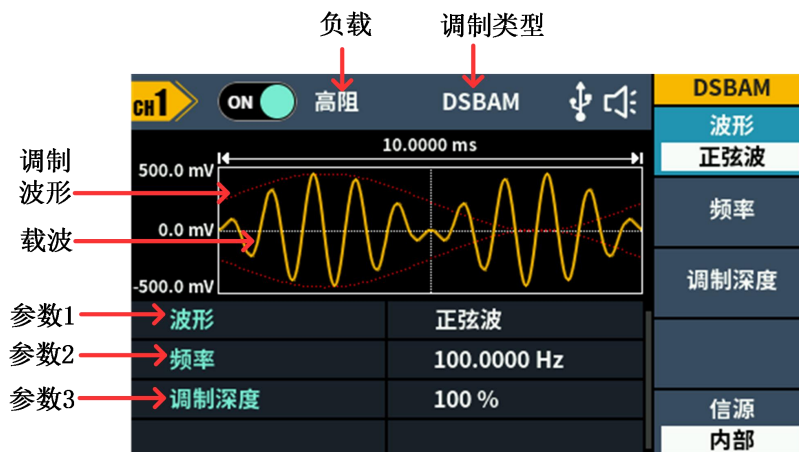 负载
调制类型
CH1
ON
高阻
DSBAM
DSBAM
波形
正弦波
频率
调制深度
信源
内部
10.0000 ms
500.0 mV
0.0 mV
-500.0 mV
调制
波形
载波
参数1
波形
正弦波
参数2
频率
100.0000 Hz
参数3
调制深度
100 %